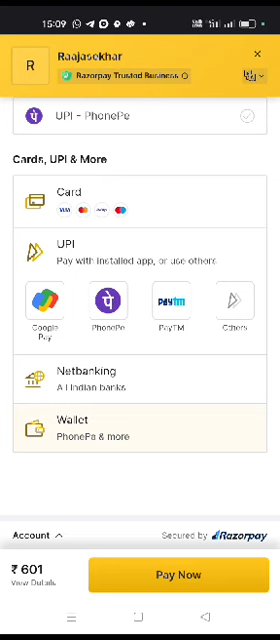 15:09
R
Raajasekhar
Razorpay Trusted Business
UPI - PhonePe
Cards, UPI & More
Card
VISA
UPI
Pay with installed app, or use others
Google Pay
PhonePe
paytm
PayTM
Others
Netbanking
All Indian banks
Wallet
PhonePe & more
Account
Secured by Razorpay
₹ 601
View Details
Pay Now